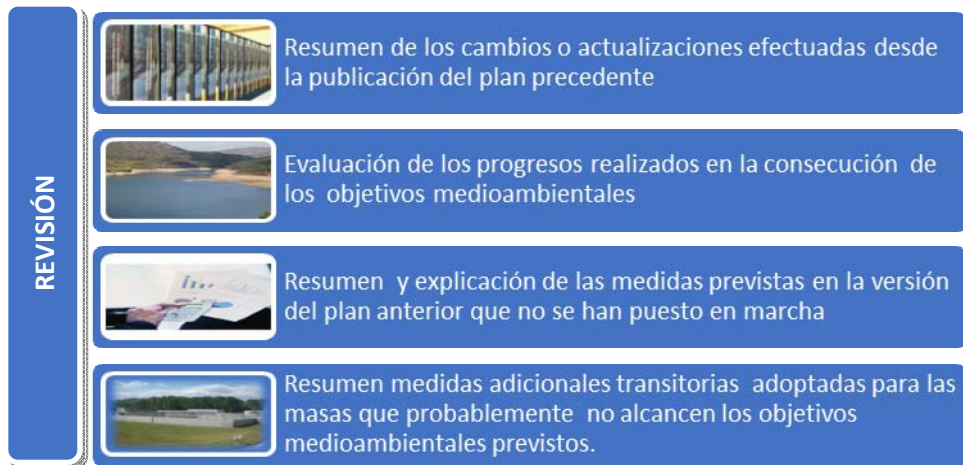 REVISIÓN
Resumen de los cambios o actualizaciones efectuadas desde
la publicación del plan precedente
Evaluación de los progresos realizados en la consecución de
los objetivos medioambientales
Resumen y explicación de las medidas previstas en la versión
del plan anterior que no se han puesto en marcha
Resumen medidas adicionales transitorias adoptadas para las
masas que probablemente no alcancen los objetivos
medioambientales previstos.